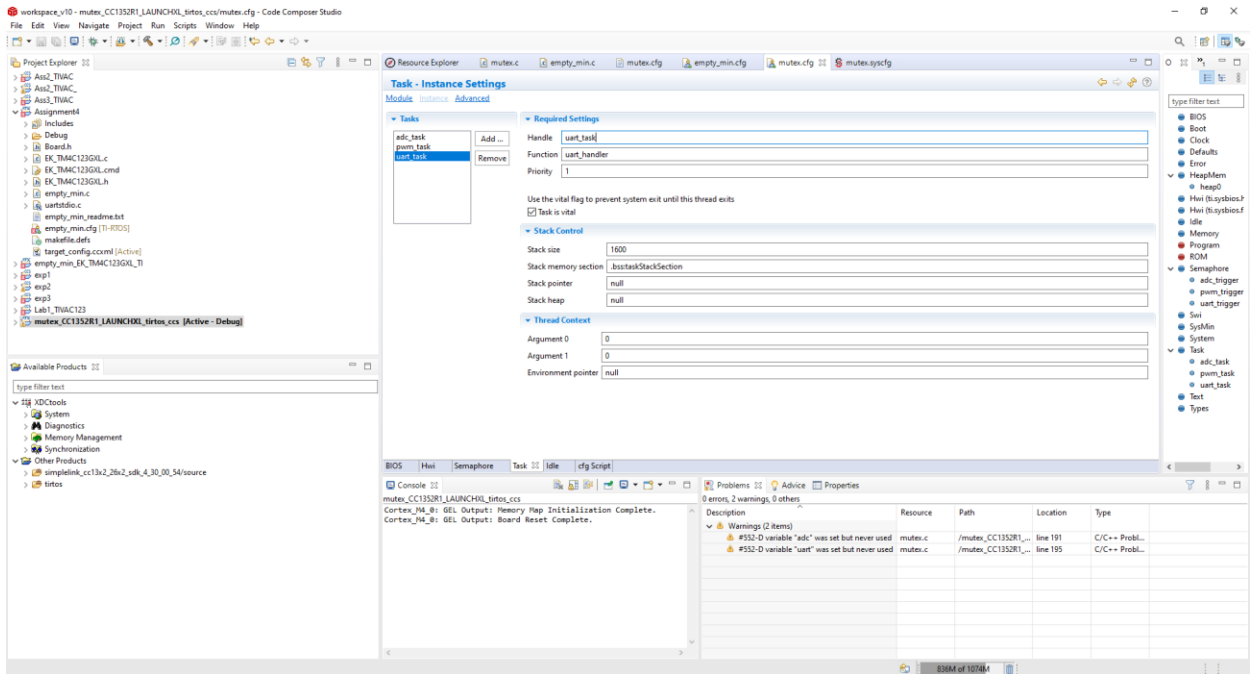 workspace_v10 - mutex_CC1352R1_LAUNCHXL_tirtos_ccs/mutex.cfg - Code Composer Studio
File Edit View Navigate Project Run Scripts Window Help
Project Explorer
Ass2_TIVAC
Ass2_TIVAC_
Ass3_TIVAC
Assignment4
Includes
Debug
Board.h
EK_TM4C123GXL.c
EK_TM4C123GXL.cmd
EK_TM4C123GXL.h
empty_min.c
uartstdio.c
empty_min_readme.txt
empty_min.cfg [TI-RTOS]
makefile.defs
target_config.ccxml [Active]
empty_min_EK_TM4C123GXL_TI
exp1
exp2
exp3
Lab1_TIVAC123
mutex_CC1352R1_LAUNCHXL_tirtos_ccs [Active - Debug]
Available Products
type filter text
XDCtools
System
Diagnostics
Memory Management
Synchronization
Other Products
simplelink_cc13x2_26x2_sdk_4_30_00_54/source
tirtos
Resource Explorer mutex.c empty_min.c mutex.cfg empty_min.cfg mutex.cfg mutex.syscfg
Task - Instance Settings
Module Instance Advanced
Tasks
adc_task
pwm_task
uart_task
Add ...
Remove
Required Settings
Handle uart_task
Function uart_handler
Priority 1
Use the vital flag to prevent system exit until this thread exits
Task is vital
Stack Control
Stack size 1600
Stack memory section .bss:taskStackSection
Stack pointer null
Stack heap null
Thread Context
Argument 0 0
Argument 1 0
Environment pointer null
BIOS Hwi Semaphore Task Idle cfg Script
type filter text
BIOS
Boot
Clock
Defaults
Error
HeapMem
heap0
Hwi (ti.sysbios.h
Hwi (ti.sysbios.f
Idle
Memory
Program
ROM
Semaphore
adc_trigger
pwm_trigger
uart_trigger
Swi
SysMin
System
Task
adc_task
pwm_task
uart_task
Text
Types
Console
mutex_CC1352R1_LAUNCHXL_tirtos_ccs
Cortex_M4_0: GEL Output: Memory Map Initialization Complete.
Cortex_M4_0: GEL Output: Board Reset Complete.
Problems Advice Properties
0 errors, 2 warnings, 0 others
Description Resource Path Location Type
Warnings (2 items)
#552-D variable "adc" was set but never used mutex.c /mutex_CC1352R1_... line 191 C/C++ Probl...
#552-D variable "uart" was set but never used mutex.c /mutex_CC1352R1_... line 195 C/C++ Probl...
836M of 1074M